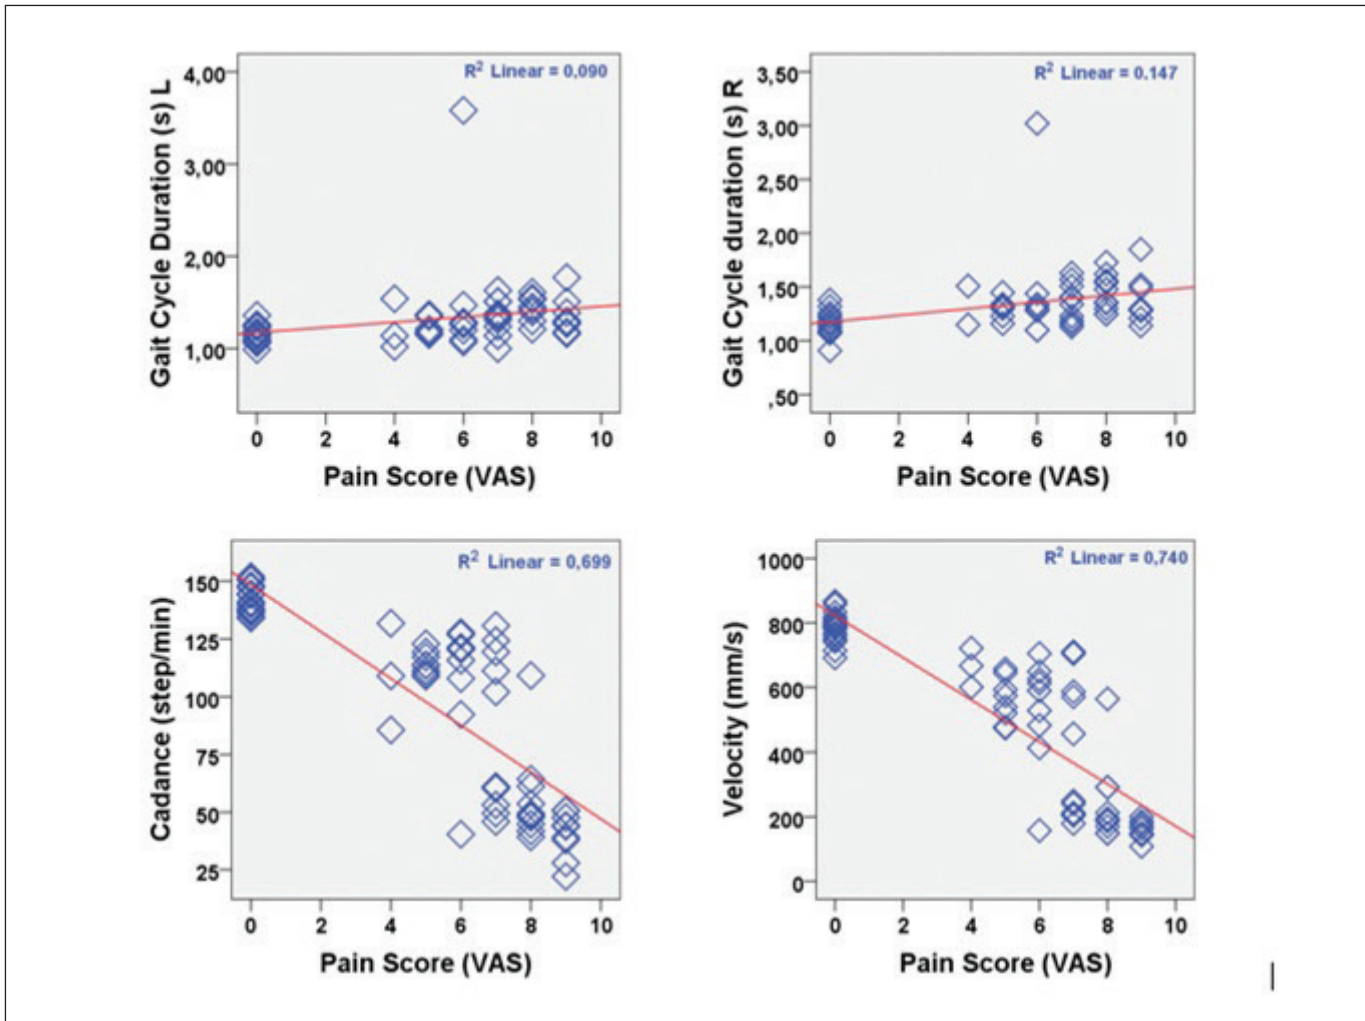 Gait Cycle Duration (s) L
R² Linear = 0,090
4,00
3,00
2,00
1,00
0 2 4 6 8 10
Pain Score (VAS)
Gait Cycle duration (s) R
R² Linear = 0.147
3,50
3,00
2,50
2,00
1,50
1,00
,50
0 2 4 6 8 10
Pain Score (VAS)
Cadance (step/min)
R² Linear = 0,699
150
125
100
75
50
25
0 2 4 6 8 10
Pain Score (VAS)
Velocity (mm/s)
R² Linear = 0,740
1000
800
600
400
200
0
0 2 4 6 8 10
Pain Score (VAS)